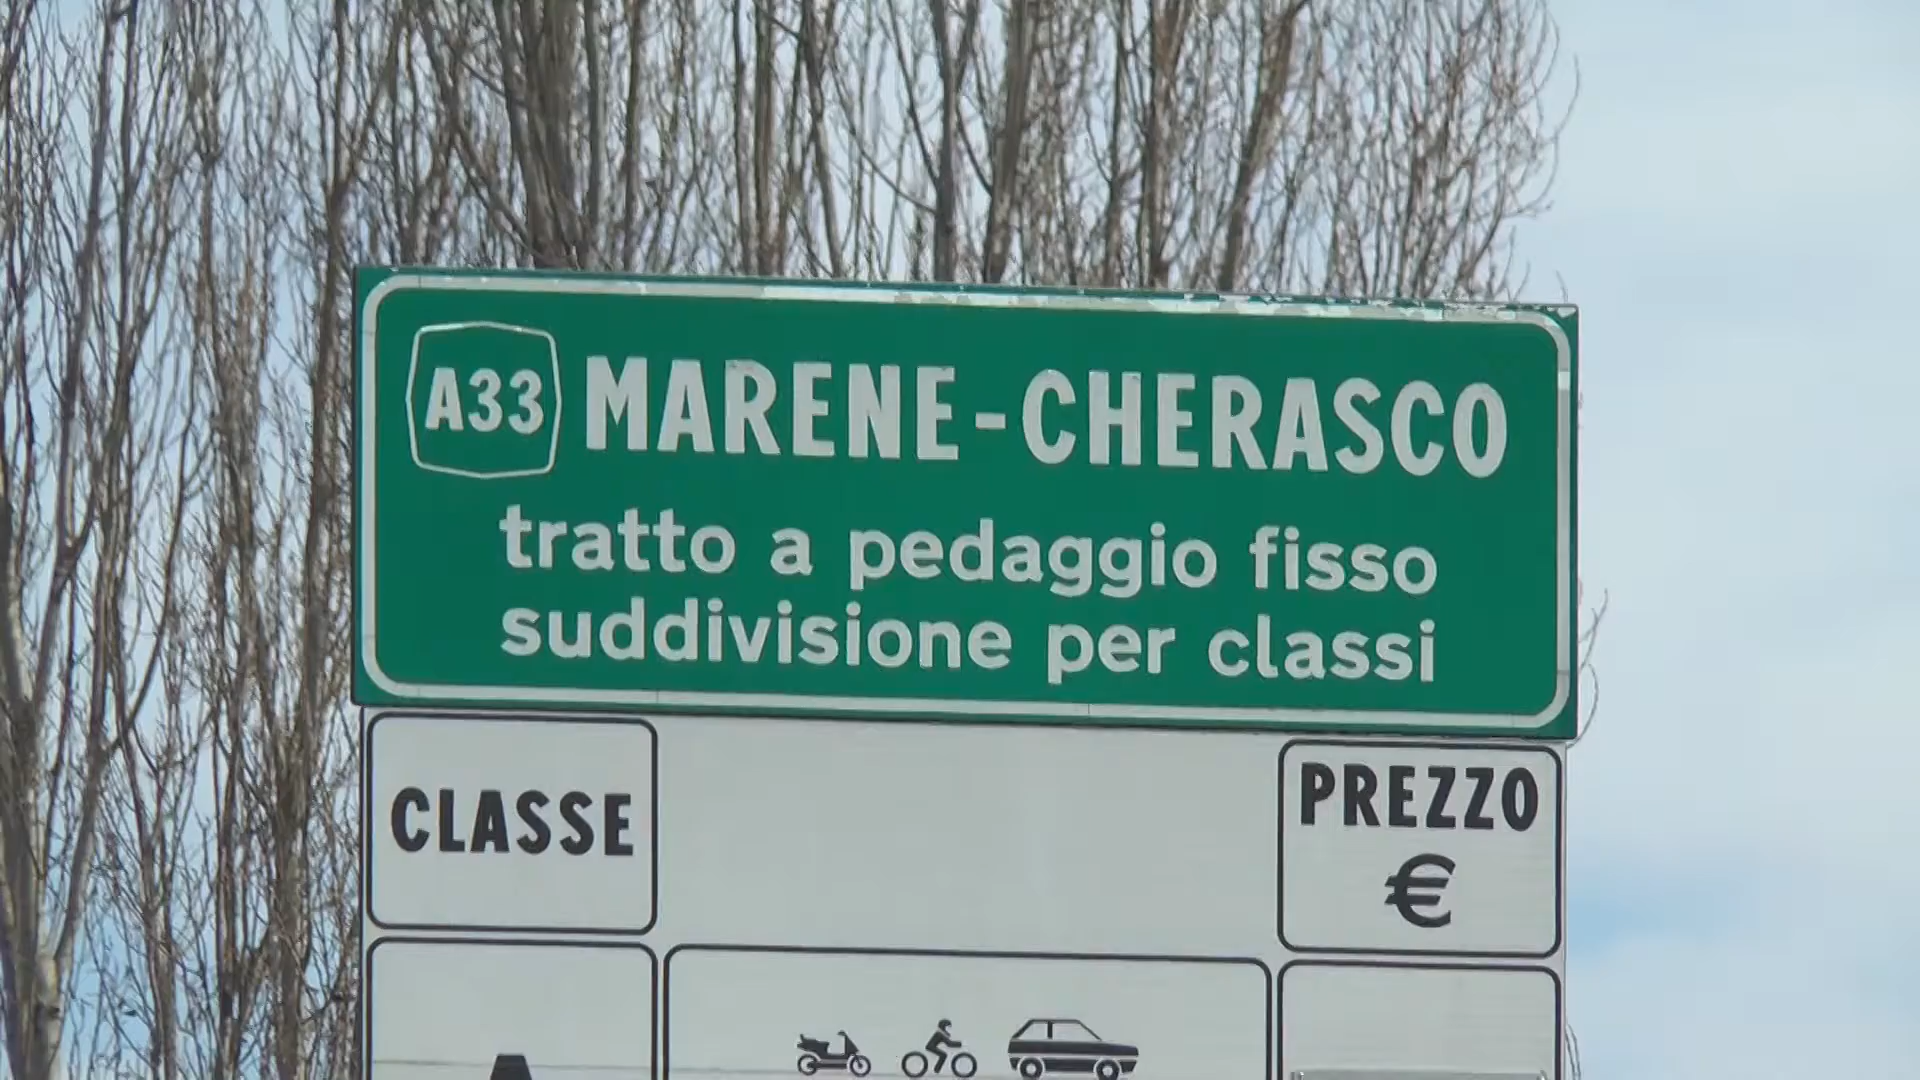 A33 MARENE-CHERASCO
tratto a pedaggio fisso
suddivisione per classi
CLASSE
PREZZO
€